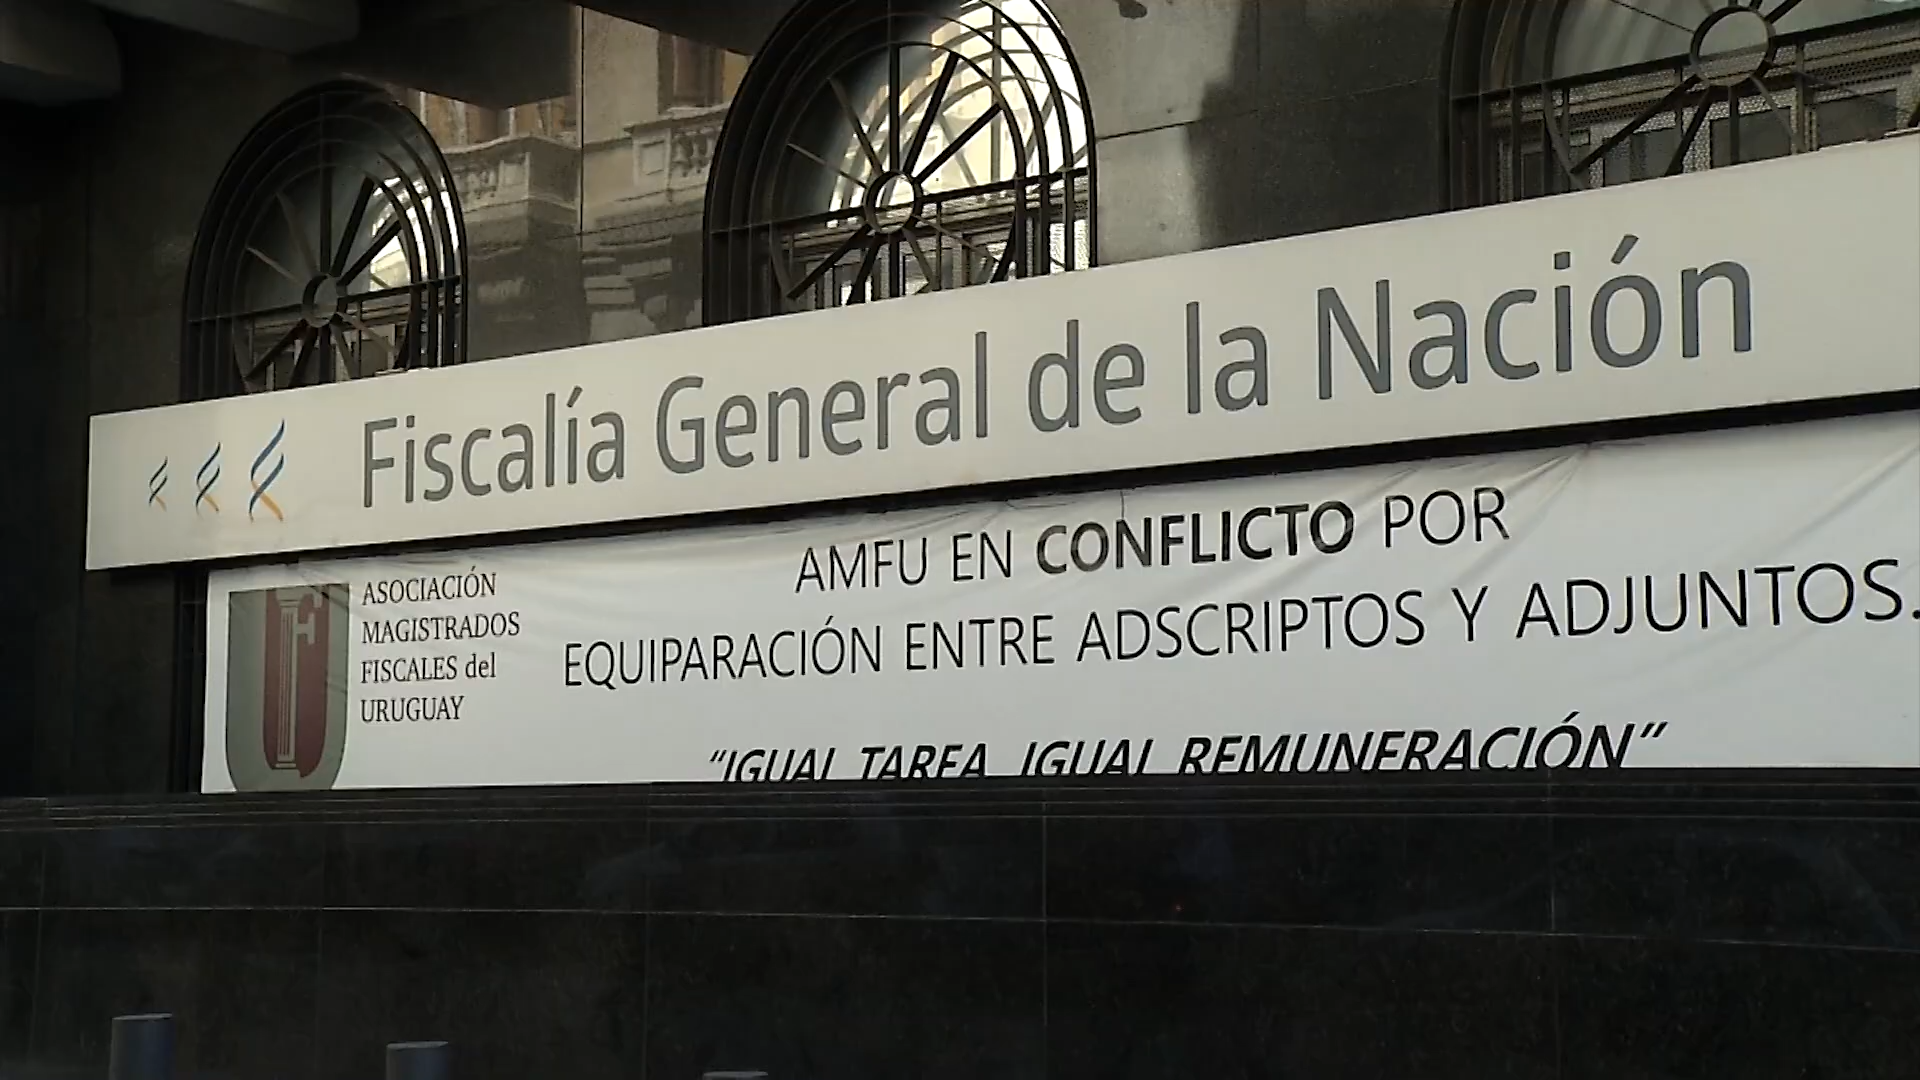 Fiscalía General de la Nación
ASOCIACIÓN
MAGISTRADOS
FISCALES del
URUGUAY
AMFU EN CONFLICTO POR
EQUIPARACIÓN ENTRE ADSCRIPTOS Y ADJUNTOS.
“IGUAL TAREA IGUAL REMUNERACIÓN”